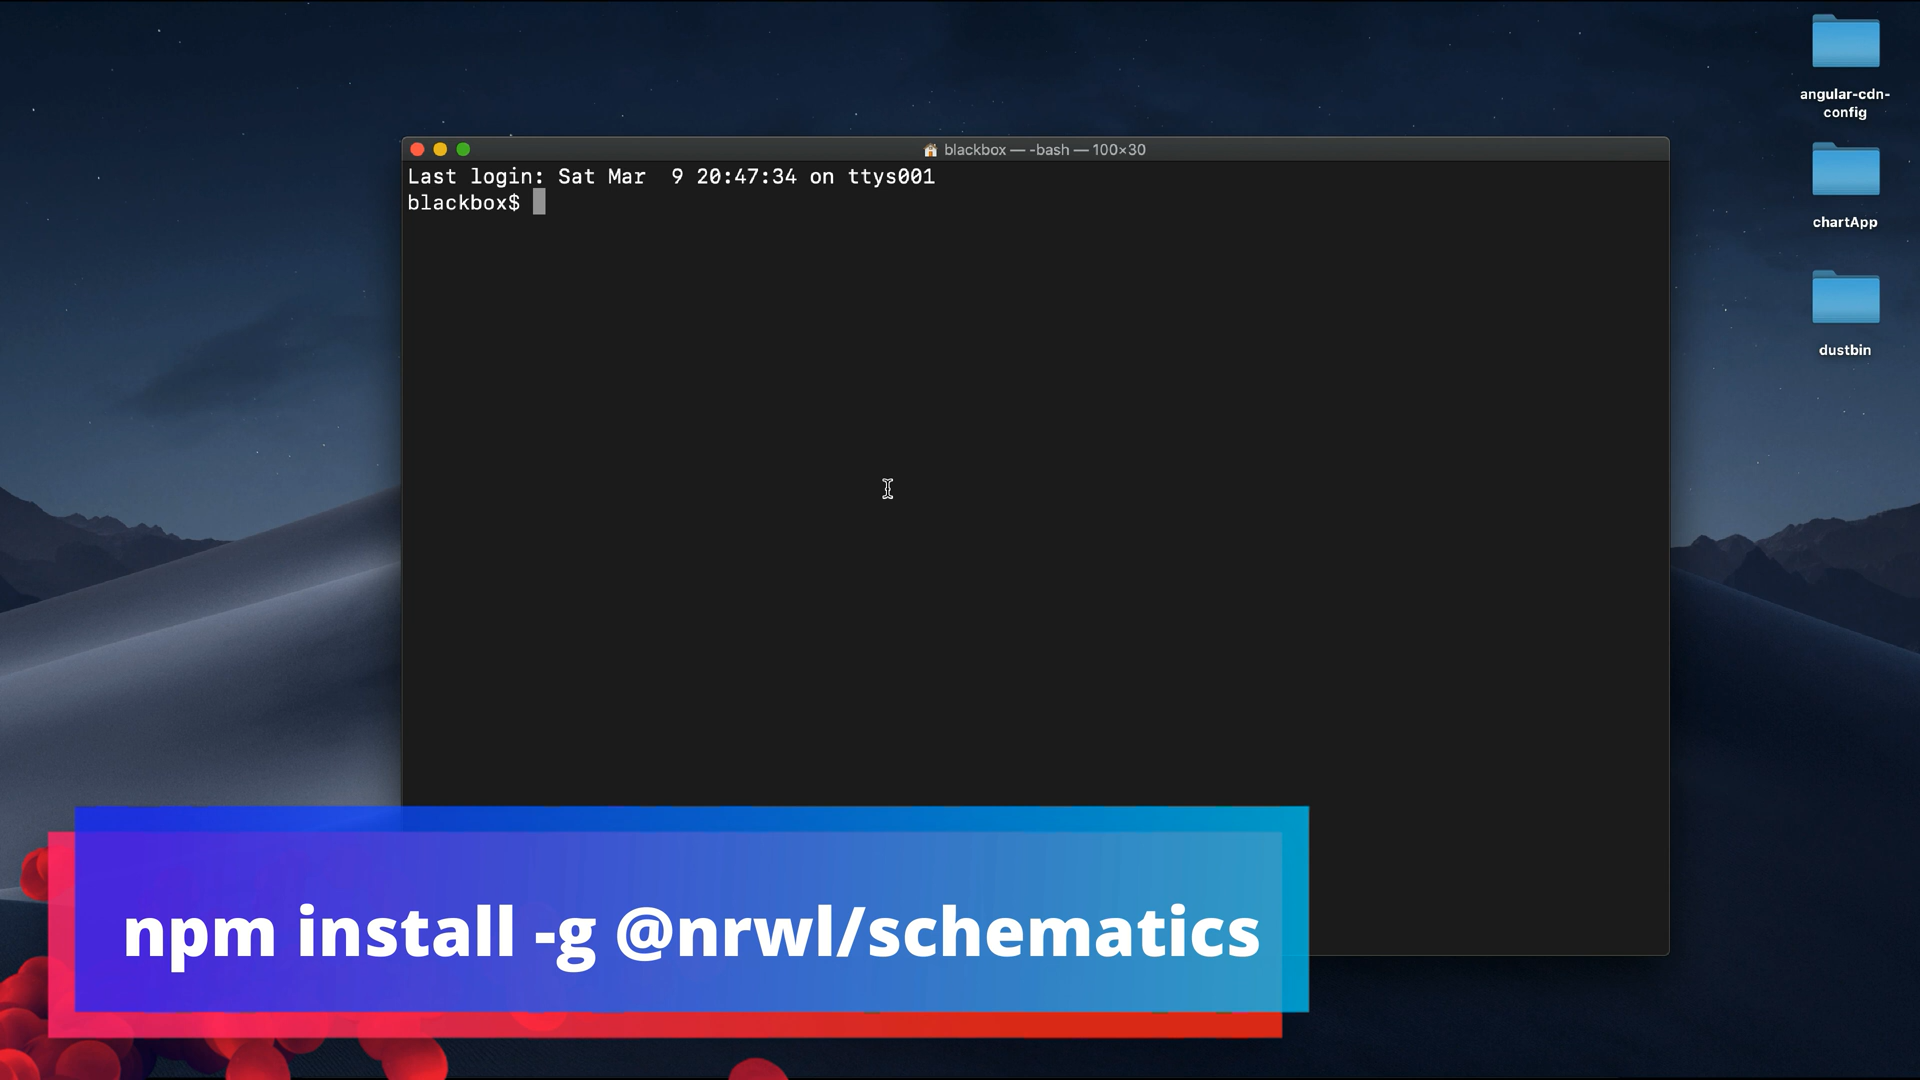 blackbox — -bash — 100×30
Last login: Sat Mar  9 20:47:34 on ttys001
blackbox$
angular-cdn-
config
chartApp
dustbin
npm install -g @nrwl/schematics